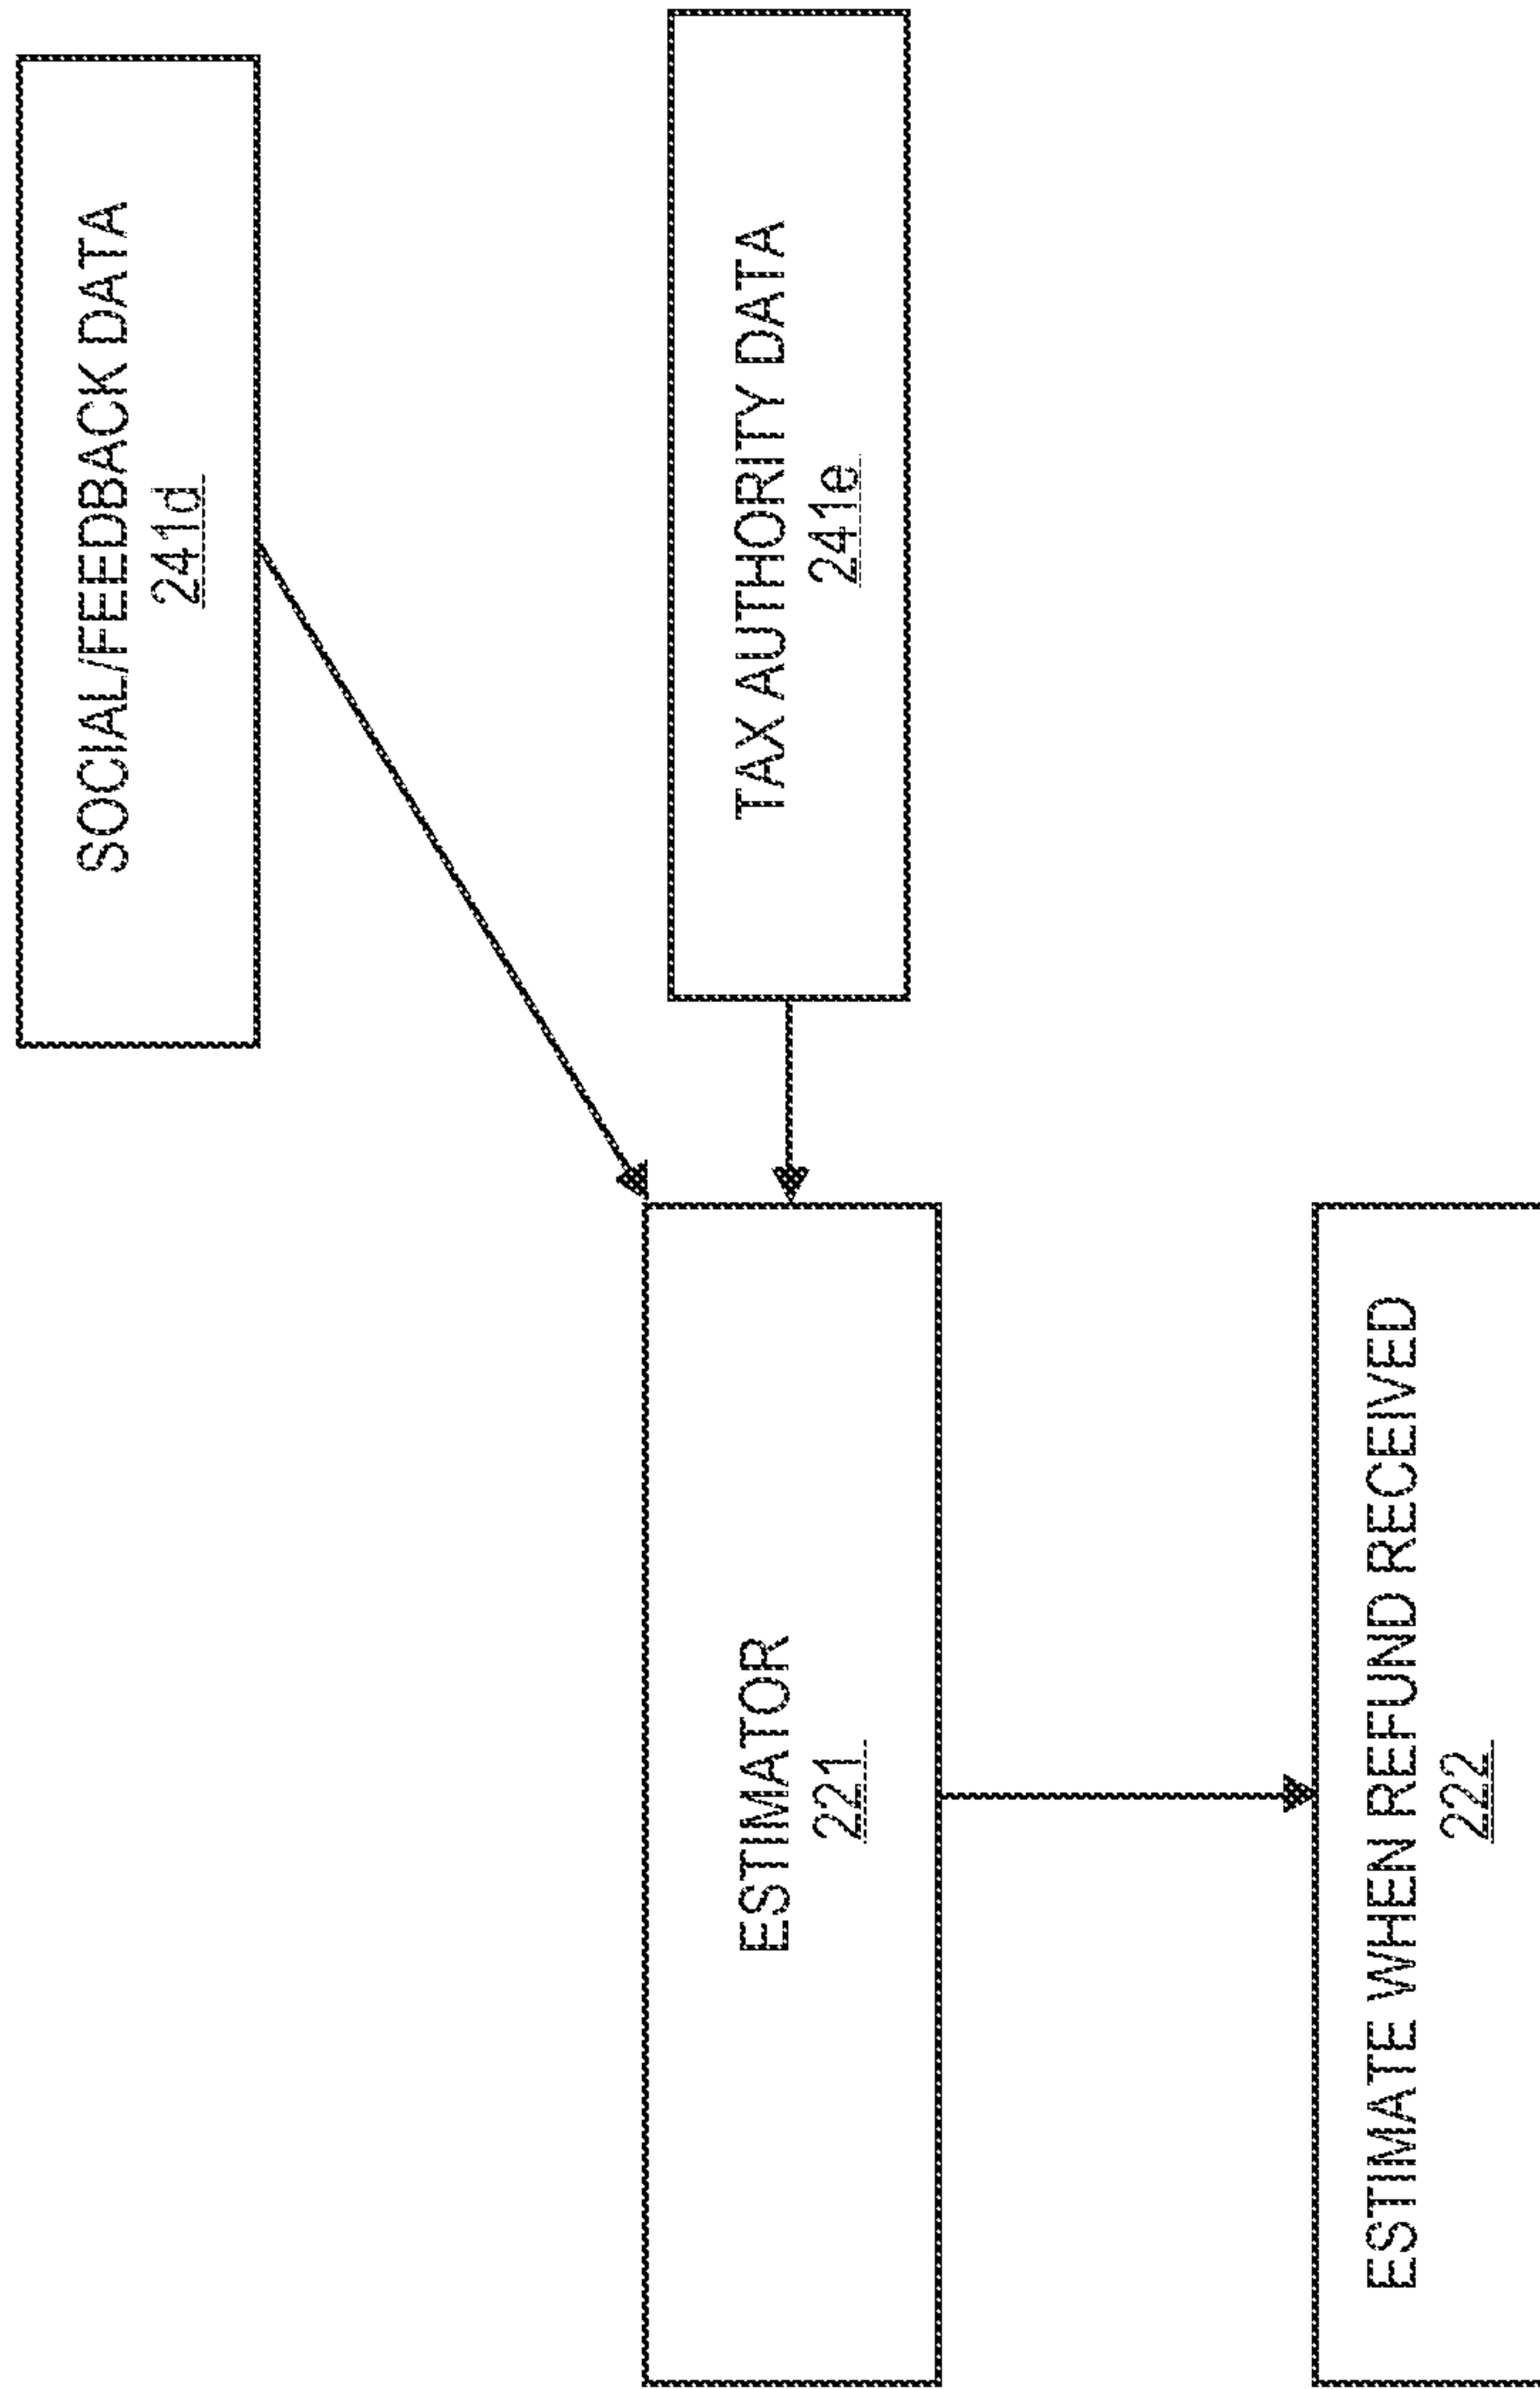 SOCIAL/FEEDBACK DATA
241d
TAX AUTHORITY DATA
241e
ESTIMATOR
221
ESTIMATE WHEN REFUND RECEIVED
222